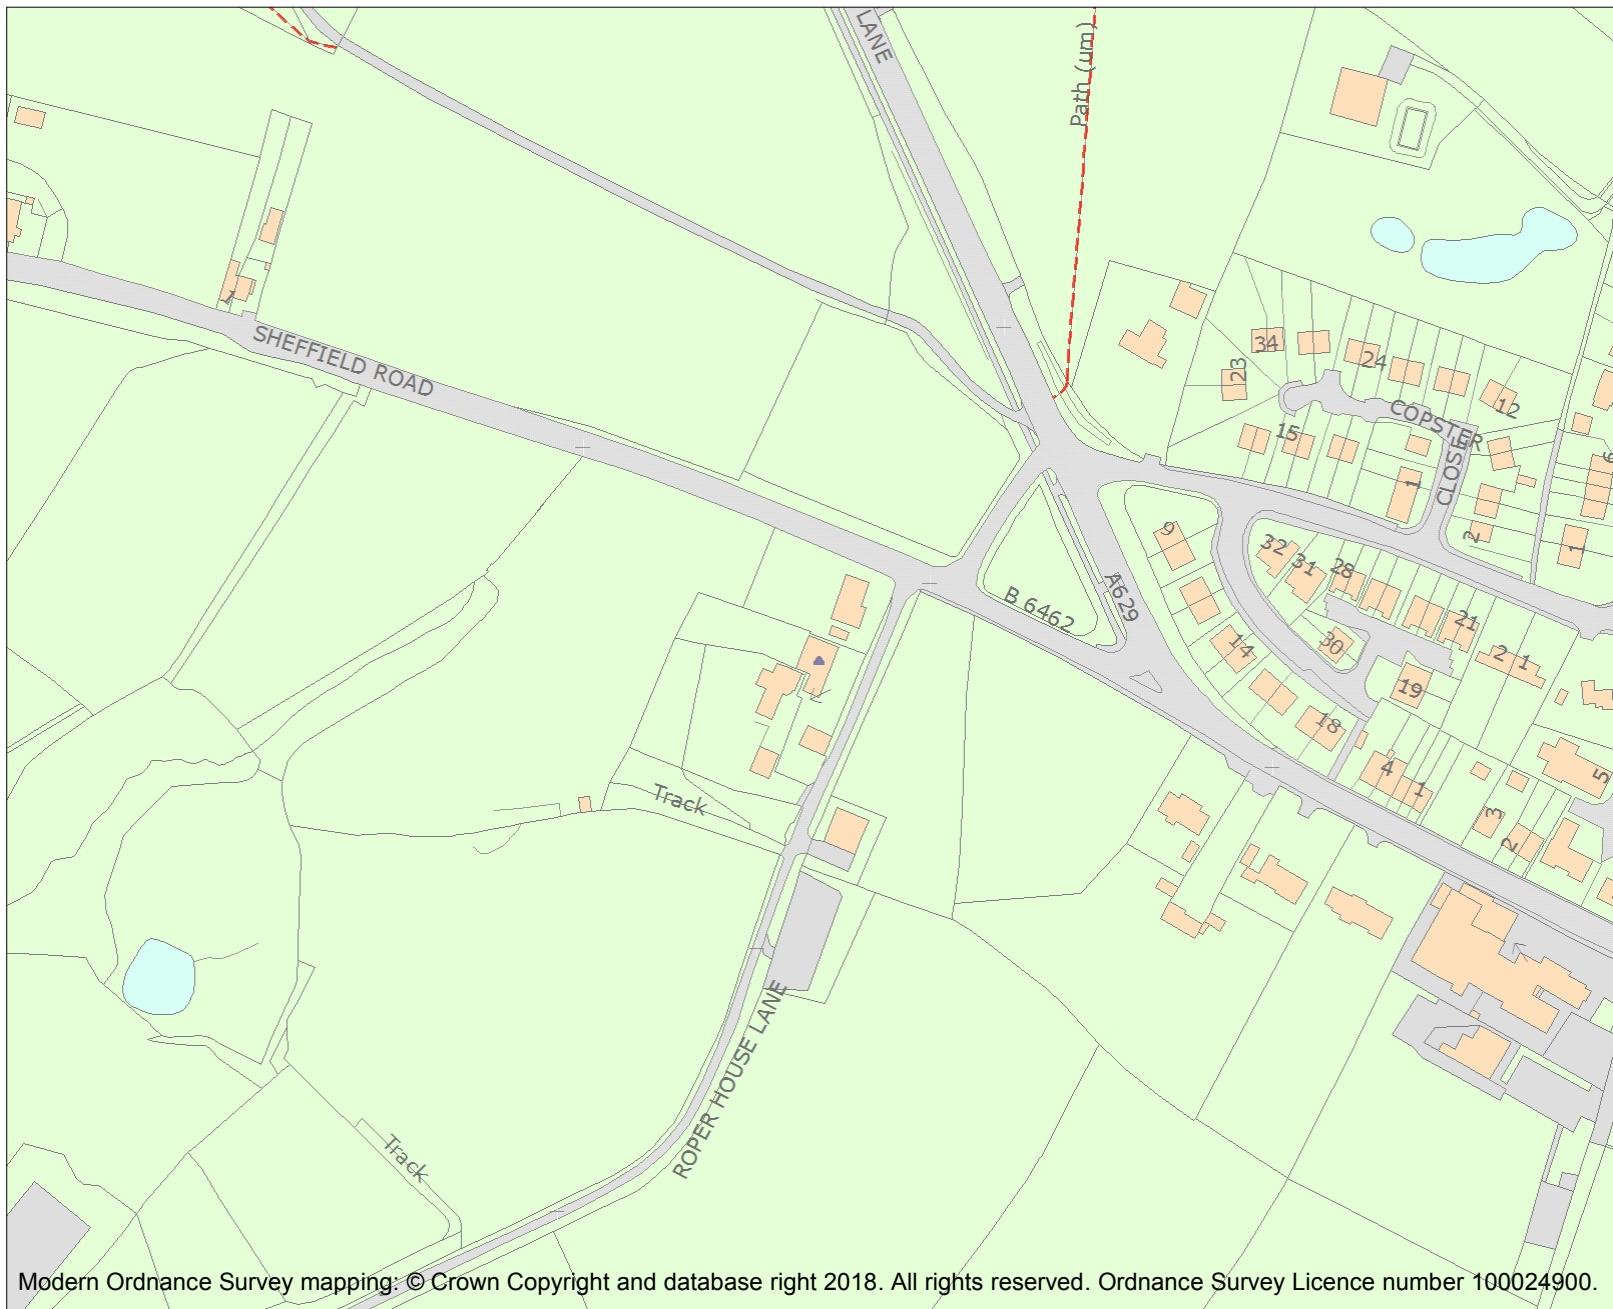 LANE
Path (um)
1
SHEFFIELD ROAD
34
23
24
12
COPSTER
CLOSE
15
1
2
6
1
9
A629
B 6462
32
31
28
21
30
2
1
14
19
18
4
1
5
3
2
Track
ROPER HOUSE LANE
Track
Modern Ordnance Survey mapping: © Crown Copyright and database right 2018. All rights reserved. Ordnance Survey Licence number 100024900.